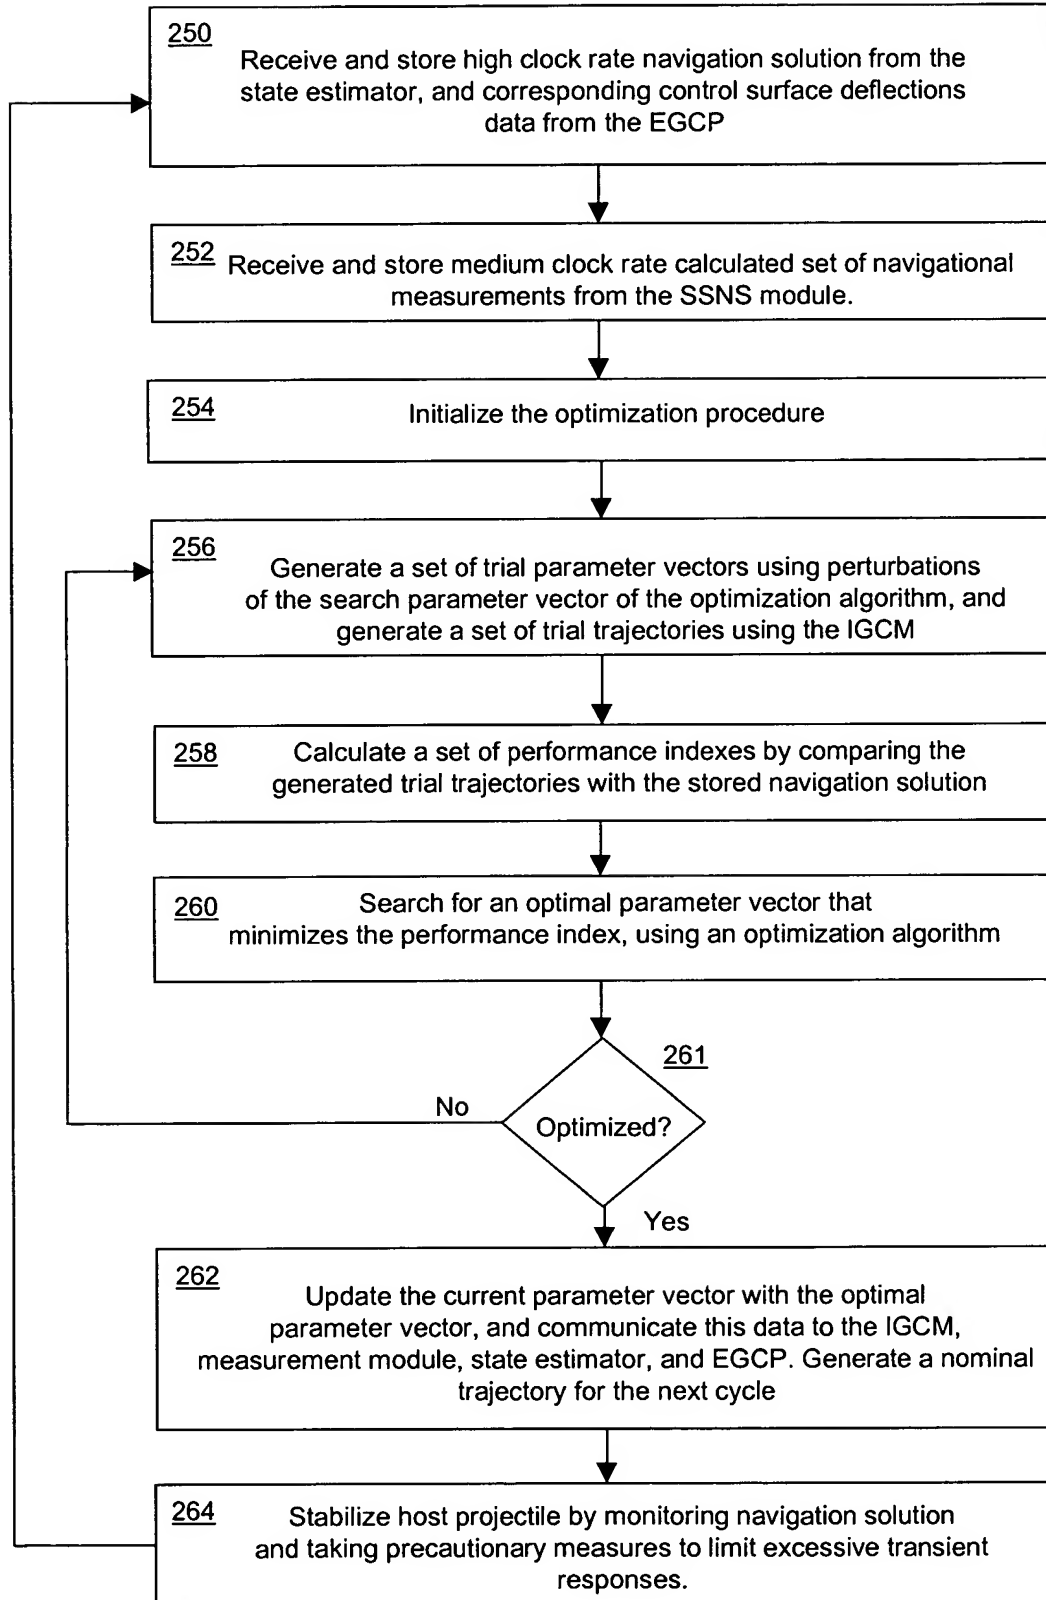 250
Receive and store high clock rate navigation solution from the
state estimator, and corresponding control surface deflections
data from the EGCP
252 Receive and store medium clock rate calculated set of navigational
measurements from the SSNS module.
254 Initialize the optimization procedure
256
Generate a set of trial parameter vectors using perturbations
of the search parameter vector of the optimization algorithm, and
generate a set of trial trajectories using the IGCM
258 Calculate a set of performance indexes by comparing the
generated trial trajectories with the stored navigation solution
260 Search for an optimal parameter vector that
minimizes the performance index, using an optimization algorithm
261
No
Optimized?
Yes
262
Update the current parameter vector with the optimal
parameter vector, and communicate this data to the IGCM,
measurement module, state estimator, and EGCP. Generate a nominal
trajectory for the next cycle
264 Stabilize host projectile by monitoring navigation solution
and taking precautionary measures to limit excessive transient
responses.